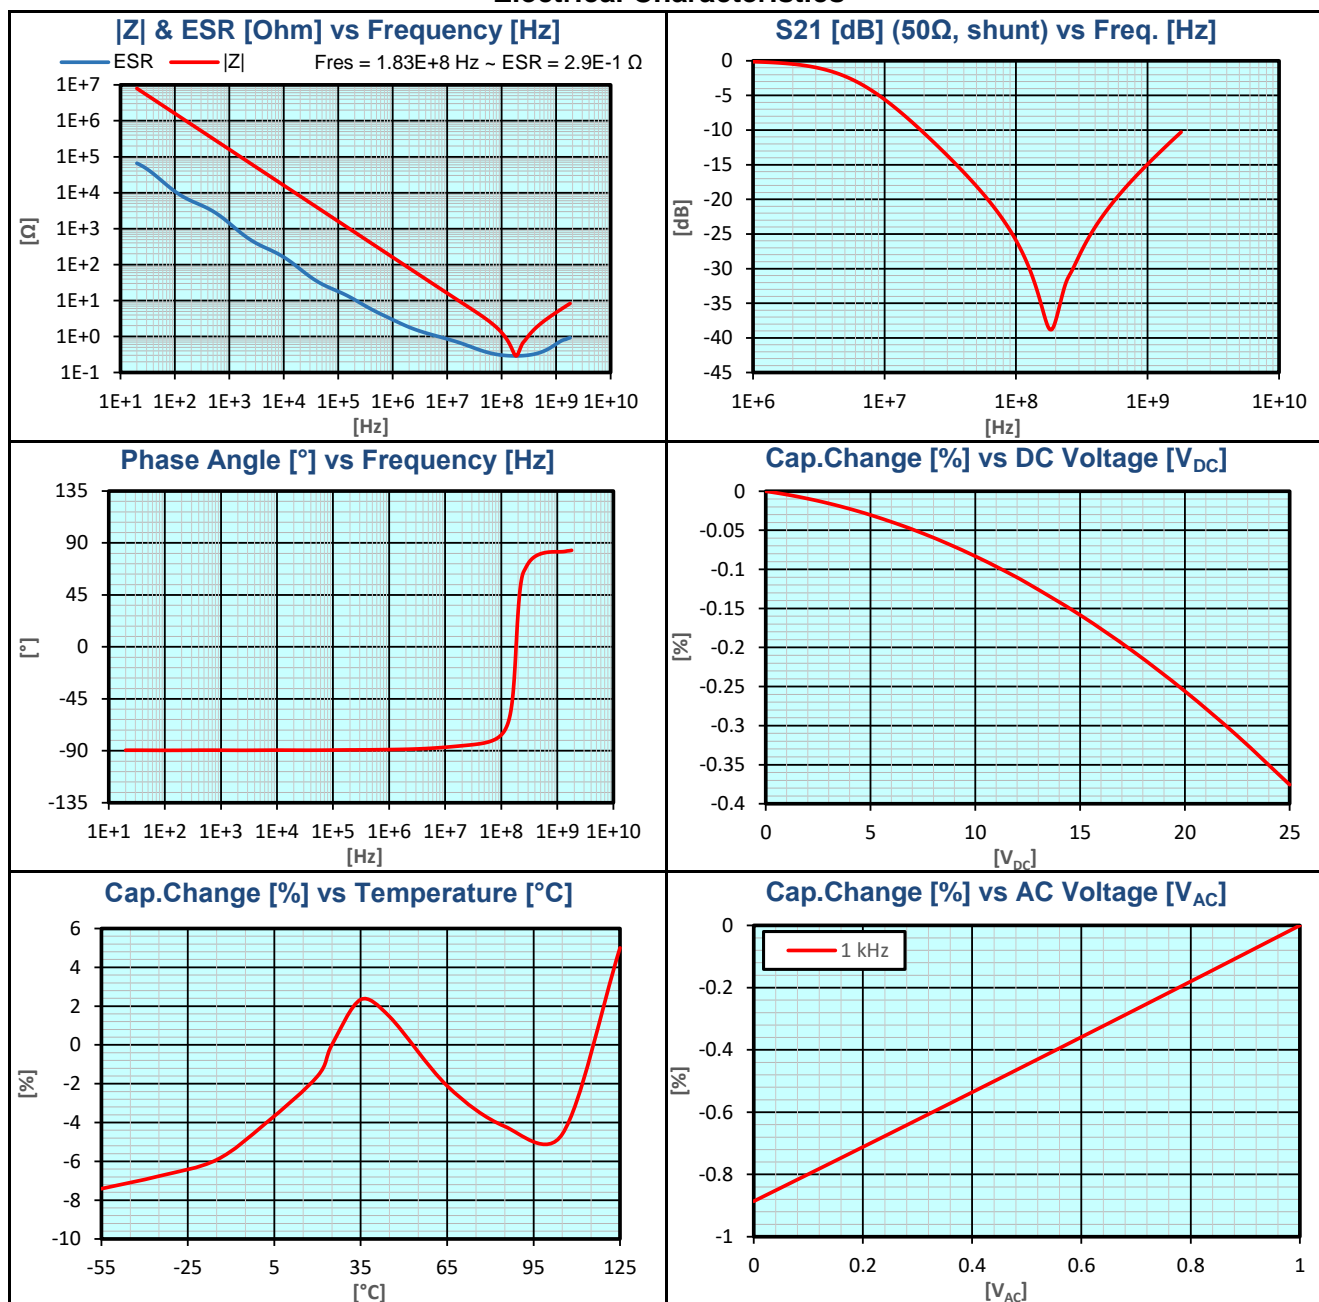 |Z| & ESR [Ohm] vs Frequency [Hz]
ESR |Z| Fres = 1.83E+8 Hz ~ ESR = 2.9E-1 Ω
1E+7
1E+6
1E+5
1E+4
1E+3
1E+2
1E+1
1E+0
1E-1
[Ω]
1E+1 1E+2 1E+3 1E+4 1E+5 1E+6 1E+7 1E+8 1E+9 1E+10
[Hz]
S21 [dB] (50Ω, shunt) vs Freq. [Hz]
0
-5
-10
-15
-20
-25
-30
-35
-40
-45
[dB]
1E+6 1E+7 1E+8 1E+9 1E+10
[Hz]
Phase Angle [°] vs Frequency [Hz]
135
90
45
0
-45
-90
-135
[°]
1E+1 1E+2 1E+3 1E+4 1E+5 1E+6 1E+7 1E+8 1E+9 1E+10
[Hz]
Cap.Change [%] vs DC Voltage [VDC]
0
-0.05
-0.1
-0.15
-0.2
-0.25
-0.3
-0.35
-0.4
[%]
0 5 10 15 20 25
[VDC]
Cap.Change [%] vs Temperature [°C]
6
4
2
0
-2
-4
-6
-8
-10
[%]
-55 -25 5 35 65 95 125
[°C]
Cap.Change [%] vs AC Voltage [VAC]
1 kHz
0
-0.2
-0.4
-0.6
-0.8
-1
[%]
0 0.2 0.4 0.6 0.8 1
[VAC]